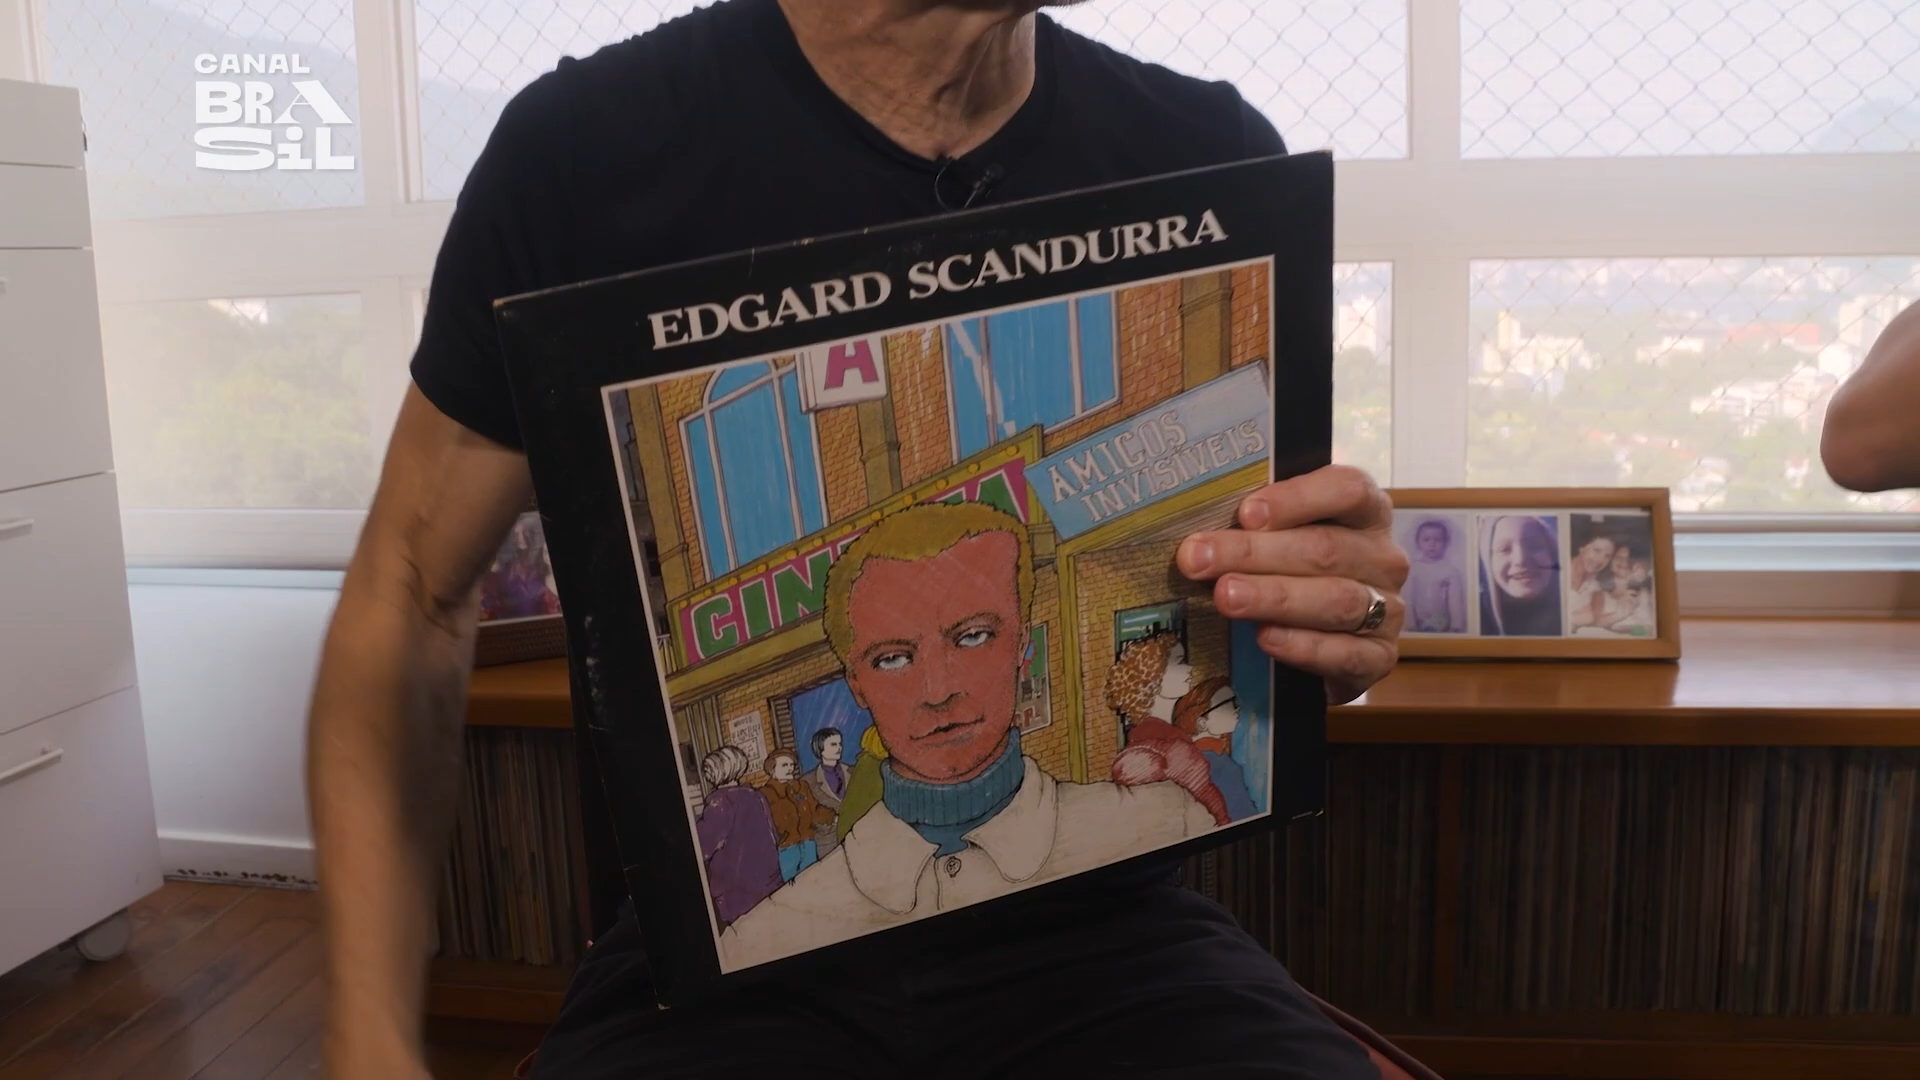 CANAL
BRASIL
EDGARD SCANDURRA
A
AMIGOS
INVISÍVEIS